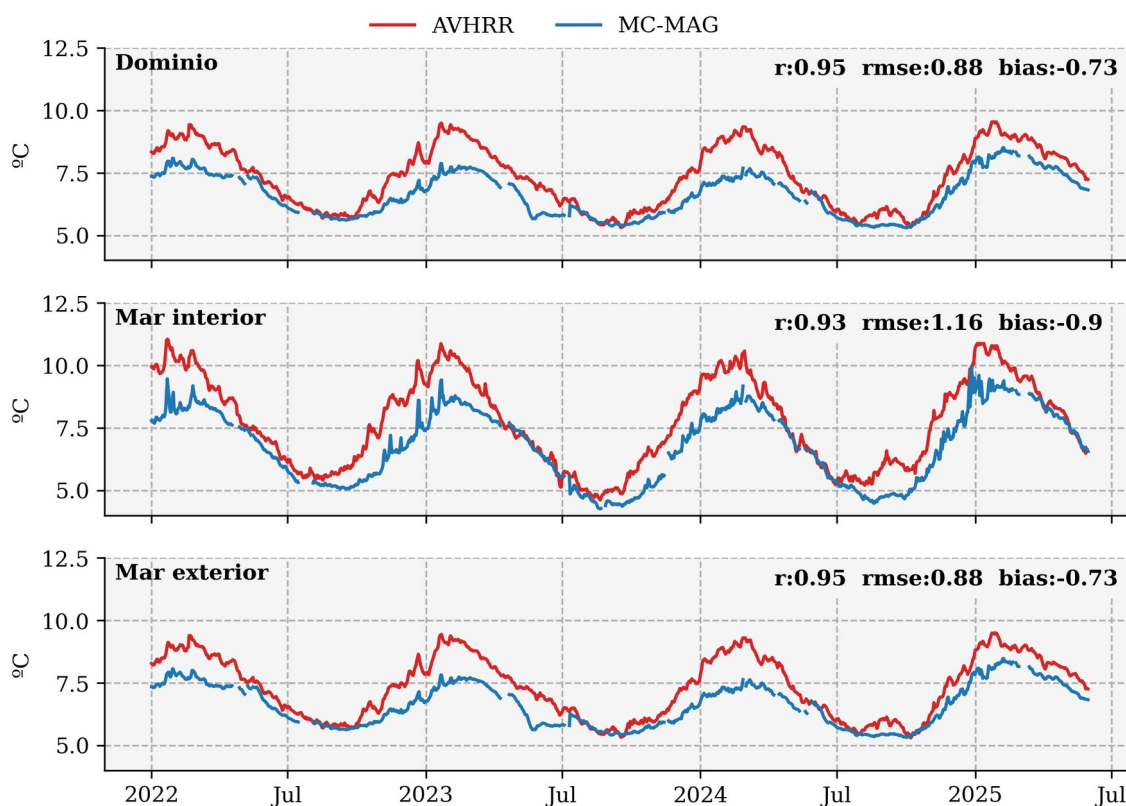 AVHRR MC-MAG
Dominio
r:0.95 rmse:0.88 bias:-0.73
12.5
10.0
7.5
5.0
ºC
Mar interior
r:0.93 rmse:1.16 bias:-0.9
12.5
10.0
7.5
5.0
ºC
Mar exterior
r:0.95 rmse:0.88 bias:-0.73
12.5
10.0
7.5
5.0
ºC
2022 Jul 2023 Jul 2024 Jul 2025 Jul